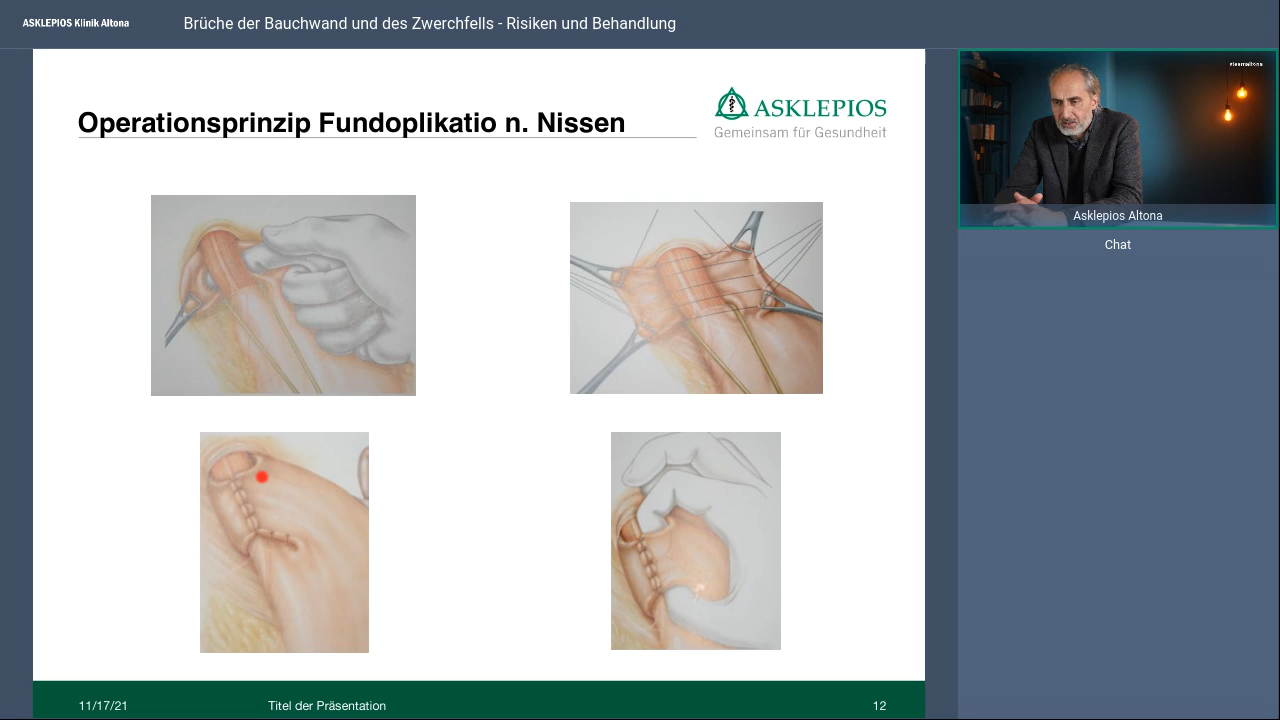 ASKLEPIOS Klinik Altona
Brüche der Bauchwand und des Zwerchfells - Risiken und Behandlung
Operationsprinzip Fundoplikatio n. Nissen
ASKLEPIOS
Gemeinsam für Gesundheit
#teamaltona
Asklepios Altona
Chat
11/17/21
Titel der Präsentation
12